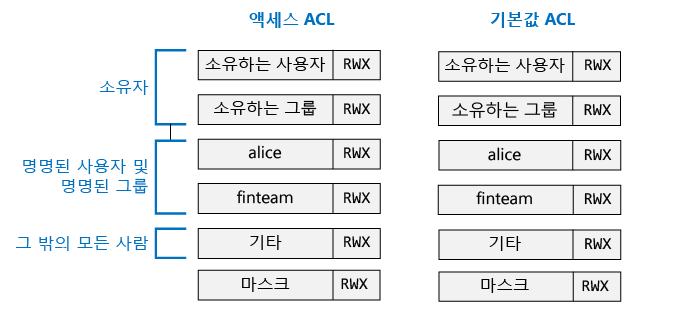 액세스 ACL 기본값 ACL
소유자
소유하는 사용자 RWX 소유하는 사용자 RWX
소유하는 그룹 RWX 소유하는 그룹 RWX
명명된 사용자 및
명명된 그룹
alice RWX alice RWX
finteam RWX finteam RWX
그 밖의 모든 사람
기타 RWX 기타 RWX
마스크 RWX 마스크 RWX